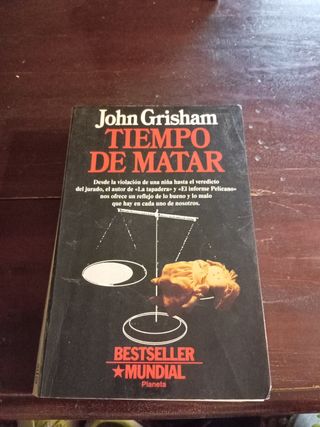 John Grisham
TIEMPO
DE MATAR
Desde la violación de una niña hasta el veredicto
del jurado, el autor de «La tapadera» y «El informe Pelícano»
nos ofrece un reflejo de lo bueno y lo malo
que hay en cada uno de nosotros.
BESTSELLER
★MUNDIAL
Planeta